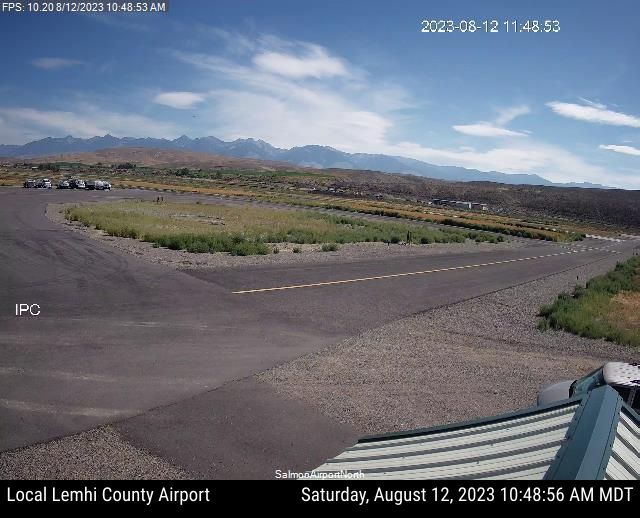 FPS: 10.20 8/12/2023 10:48:53 AM
2023-08-12 11:48:53
IPC
SalmonAirportNorth
Local Lemhi County Airport Saturday, August 12, 2023 10:48:56 AM MDT